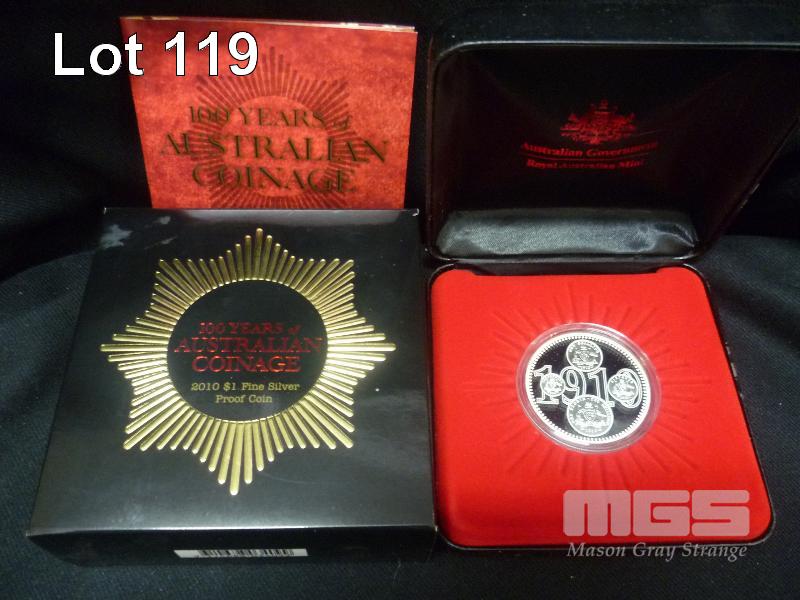 Lot 119
100 YEARS of
AUSTRALIAN
COINAGE
Australian Government
Royal Australian Mint
100 YEARS of
AUSTRALIAN
COINAGE
2010 $1 Fine Silver
Proof Coin
1910
MGS
Mason Gray Strange